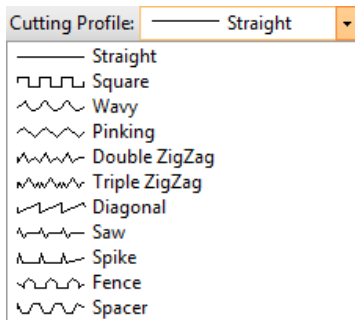 Cutting Profile: Straight
Straight
Square
Wavy
Pinking
Double ZigZag
Triple ZigZag
Diagonal
Saw
Spike
Fence
Spacer